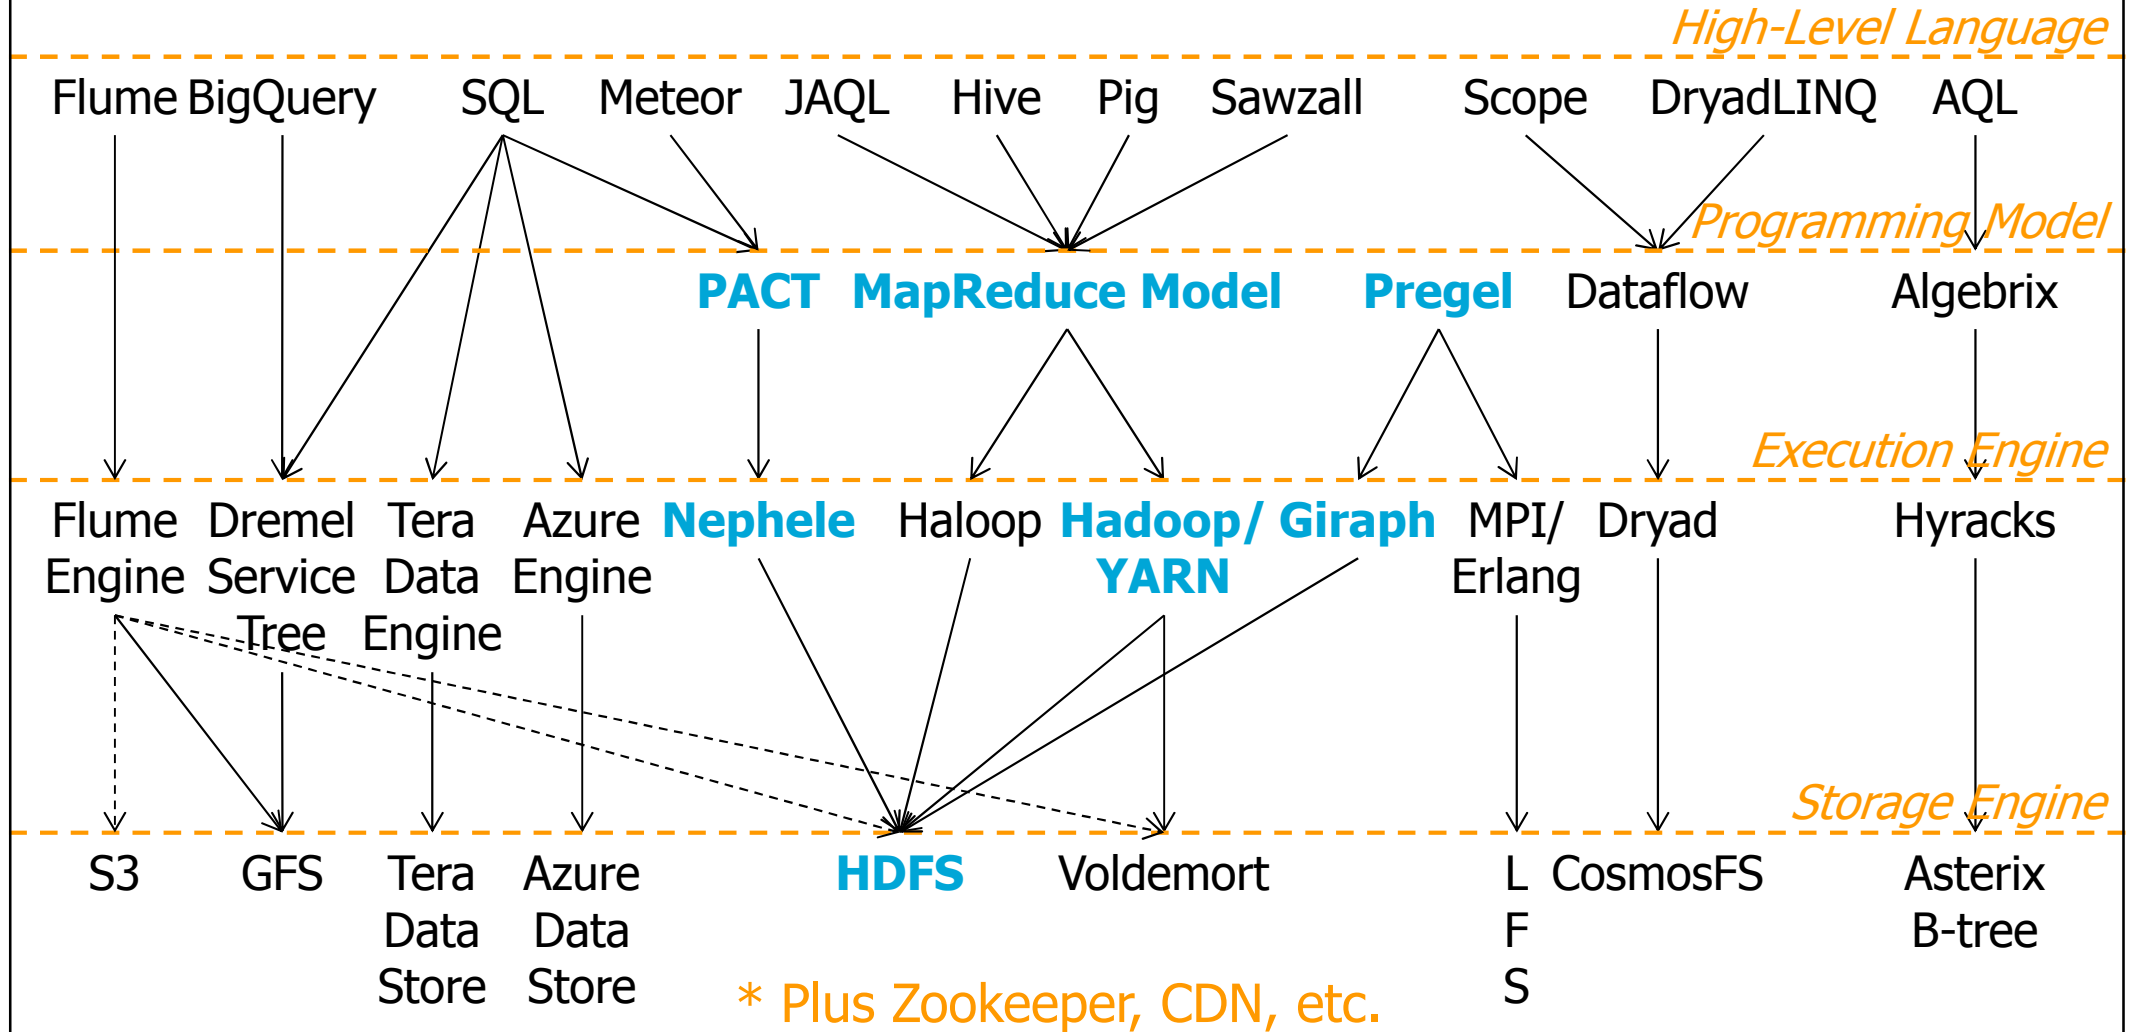 High-Level Language
Flume BigQuery SQL Meteor JAQL Hive Pig Sawzall Scope DryadLINQ AQL
Programming Model
PACT MapReduce Model Pregel Dataflow Algebrix
Execution Engine
Flume Dremel Tera Azure Nephele Haloop Hadoop/ Giraph MPI/ Dryad Hyracks
Engine Service Data Engine YARN Erlang
Tree Engine
Storage Engine
S3 GFS Tera Azure HDFS Voldemort L CosmosFS Asterix
Data Data F B-tree
Store Store S
* Plus Zookeeper, CDN, etc.